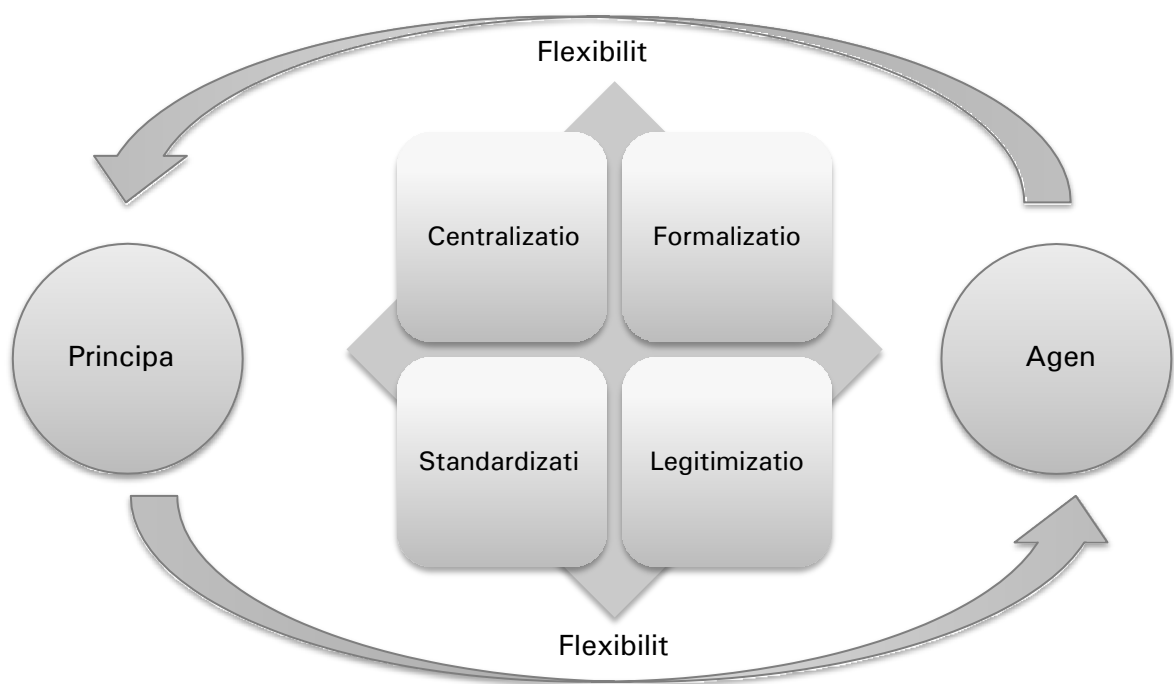 Flexibilit
Centralizatio
Formalizatio
Principa
Agen
Standardizati
Legitimizatio
Flexibilit